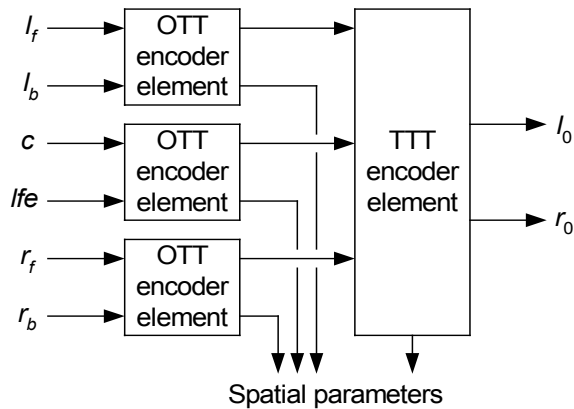 l_f
l_b
OTT
encoder
element
c
lfe
OTT
encoder
element
r_f
r_b
OTT
encoder
element
TTT
encoder
element
l_0
r_0
Spatial parameters